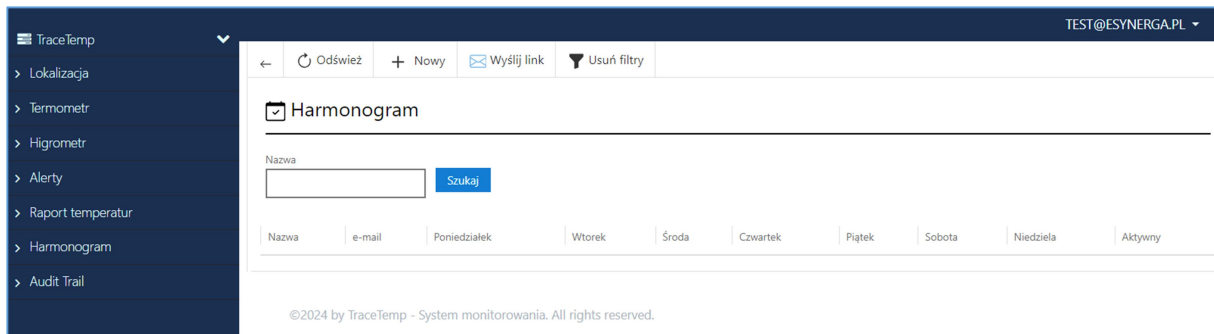 TEST@ESYNERGA.PL
TraceTemp
Lokalizacja
Termometr
Higrometr
Alerty
Raport temperatur
Harmonogram
Audit Trail
Odśwież Nowy Wyślij link Usuń filtry
Harmonogram
Nazwa
Szukaj
Nazwa e-mail Poniedziałek Wtorek Środa Czwartek Piątek Sobota Niedziela Aktywny
©2024 by TraceTemp - System monitorowania. All rights reserved.